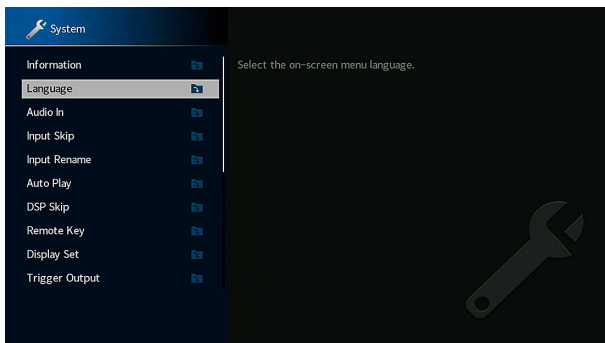 System
Information
Language
Audio In
Input Skip
Input Rename
Auto Play
DSP Skip
Remote Key
Display Set
Trigger Output
Select the on-screen menu language.